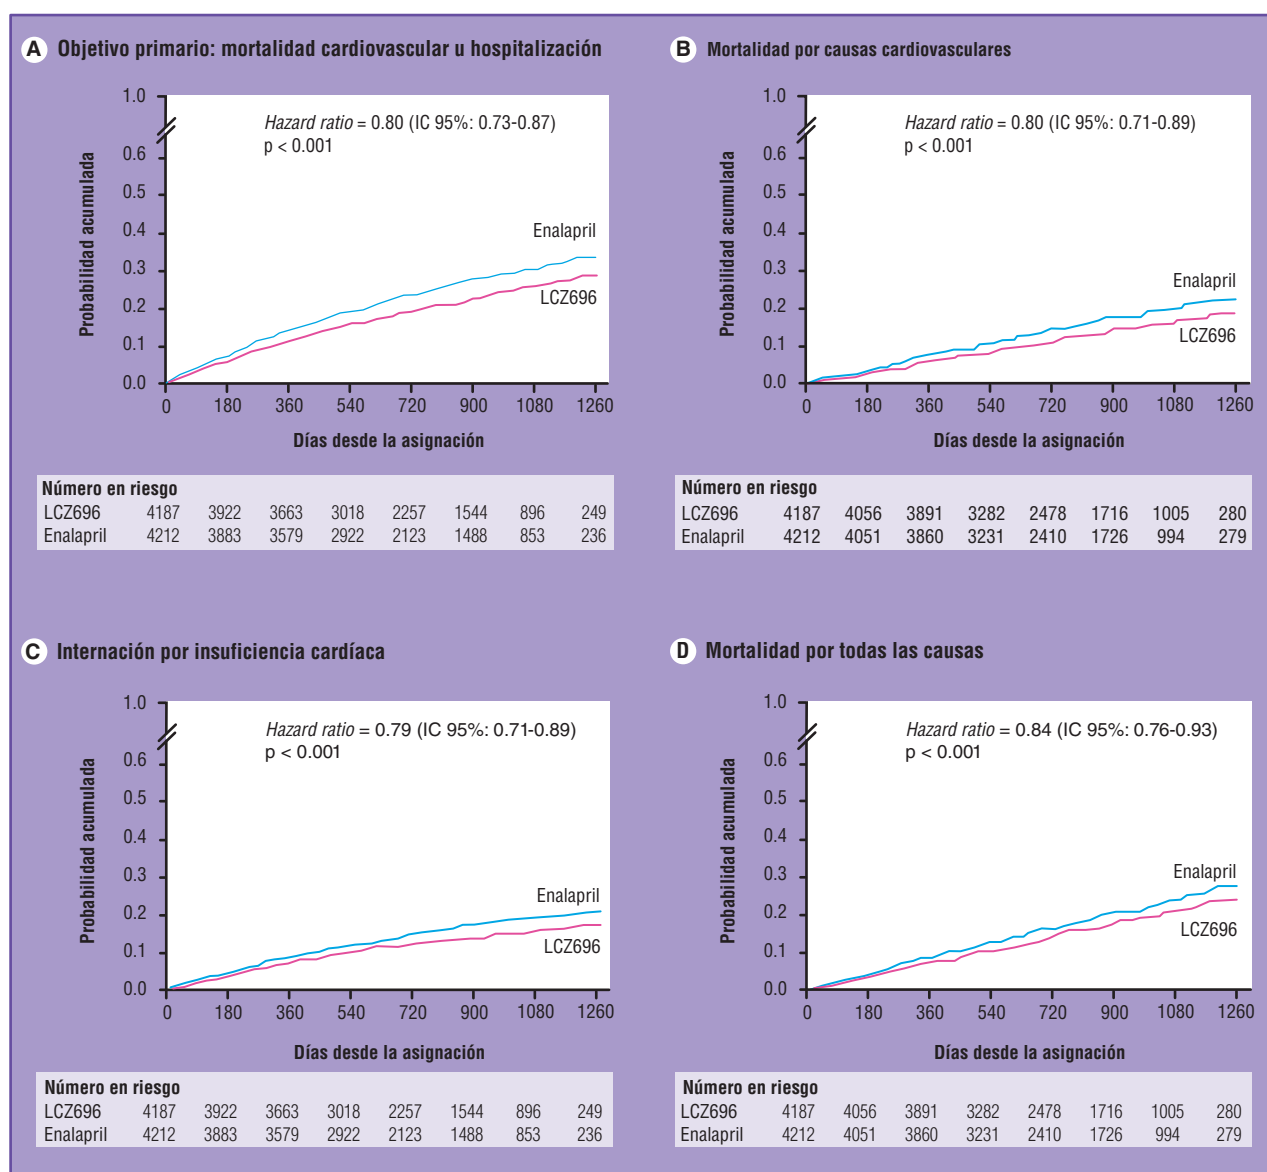 A Objetivo primario: mortalidad cardiovascular u hospitalización
1.0
Hazard ratio = 0.80 (IC 95%: 0.73-0.87)
p < 0.001
0.6
0.5
0.4
0.3
0.2
0.1
0.0
Probabilidad acumulada
Enalapril
LCZ696
0 180 360 540 720 900 1080 1260
Días desde la asignación
Número en riesgo
LCZ696 4187 3922 3663 3018 2257 1544 896 249
Enalapril 4212 3883 3579 2922 2123 1488 853 236
B Mortalidad por causas cardiovasculares
1.0
Hazard ratio = 0.80 (IC 95%: 0.71-0.89)
p < 0.001
0.6
0.5
0.4
0.3
0.2
0.1
0.0
Probabilidad acumulada
Enalapril
LCZ696
0 180 360 540 720 900 1080 1260
Días desde la asignación
Número en riesgo
LCZ696 4187 4056 3891 3282 2478 1716 1005 280
Enalapril 4212 4051 3860 3231 2410 1726 994 279
C Internación por insuficiencia cardíaca
1.0
Hazard ratio = 0.79 (IC 95%: 0.71-0.89)
p < 0.001
0.6
0.5
0.4
0.3
0.2
0.1
0.0
Probabilidad acumulada
Enalapril
LCZ696
0 180 360 540 720 900 1080 1260
Días desde la asignación
Número en riesgo
LCZ696 4187 3922 3663 3018 2257 1544 896 249
Enalapril 4212 3883 3579 2922 2123 1488 853 236
D Mortalidad por todas las causas
1.0
Hazard ratio = 0.84 (IC 95%: 0.76-0.93)
p < 0.001
0.6
0.5
0.4
0.3
0.2
0.1
0.0
Probabilidad acumulada
Enalapril
LCZ696
0 180 360 540 720 900 1080 1260
Días desde la asignación
Número en riesgo
LCZ696 4187 4056 3891 3282 2478 1716 1005 280
Enalapril 4212 4051 3860 3231 2410 1726 994 279